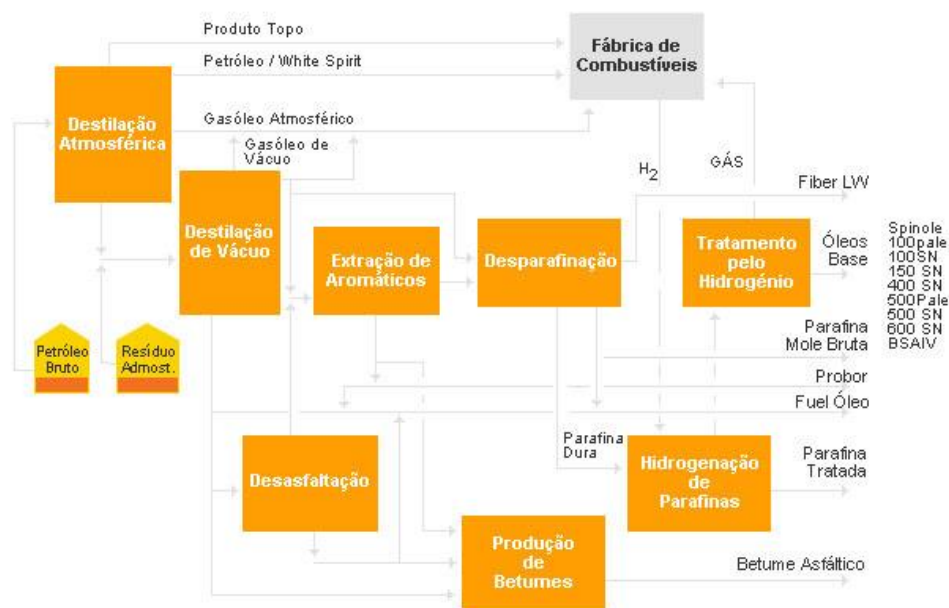 Produto Topo
Petróleo / White Spirit
Fábrica de
Combustíveis
Destilação
Atmosférica
Gasóleo Atmosférico
Gasóleo de
Vácuo
H2
GÁS
Fiber LW
Destilação
de Vácuo
Extração de
Aromáticos
Desparafinação
Tratamento
pelo
Hidrogénio
Óleos
Base
Spinole
100pale
100SN
150 SN
400 SN
500Pale
500 SN
600 SN
BSAIV
Petróleo
Bruto
Resíduo
Admost.
Parafina
Mole Bruta
Probor
Fuel Óleo
Desasfaltação
Parafina
Dura
Hidrogenação
de
Parafinas
Parafina
Tratada
Produção
de
Betumes
Betume Asfáltico